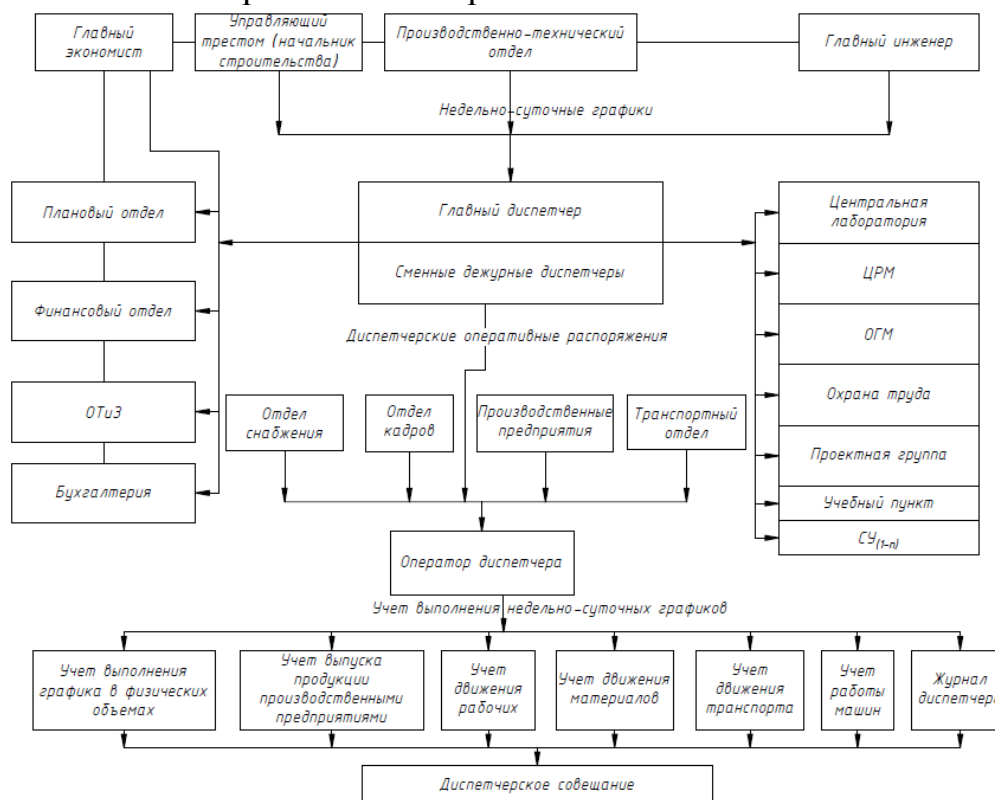 Главный
экономист
Управляющий
трестом (начальник
строительства)
Производственно-технический
отдел
Главный инженер
Недельно-суточные графики
Плановый отдел
Финансовый отдел
ОТиЗ
Бухгалтерия
Главный диспетчер
Сменные дежурные диспетчеры
Диспетчерские оперативные распоряжения
Центральная
лаборатория
ЦРМ
ОГМ
Охрана труда
Проектная группа
Учебный пункт
СУ(1-n)
Отдел
снабжения
Отдел
кадров
Производственные
предприятия
Транспортный
отдел
Оператор диспетчера
Учет выполнения недельно-суточных графиков
Учет выполнения
графика в физических
объемах
Учет выпуска
продукции
производственными
предприятиями
Учет
движения
рабочих
Учет движения
материалов
Учет
движения
транспорта
Учет
работы
машин
Журнал
диспетчера
Диспетчерское совещание